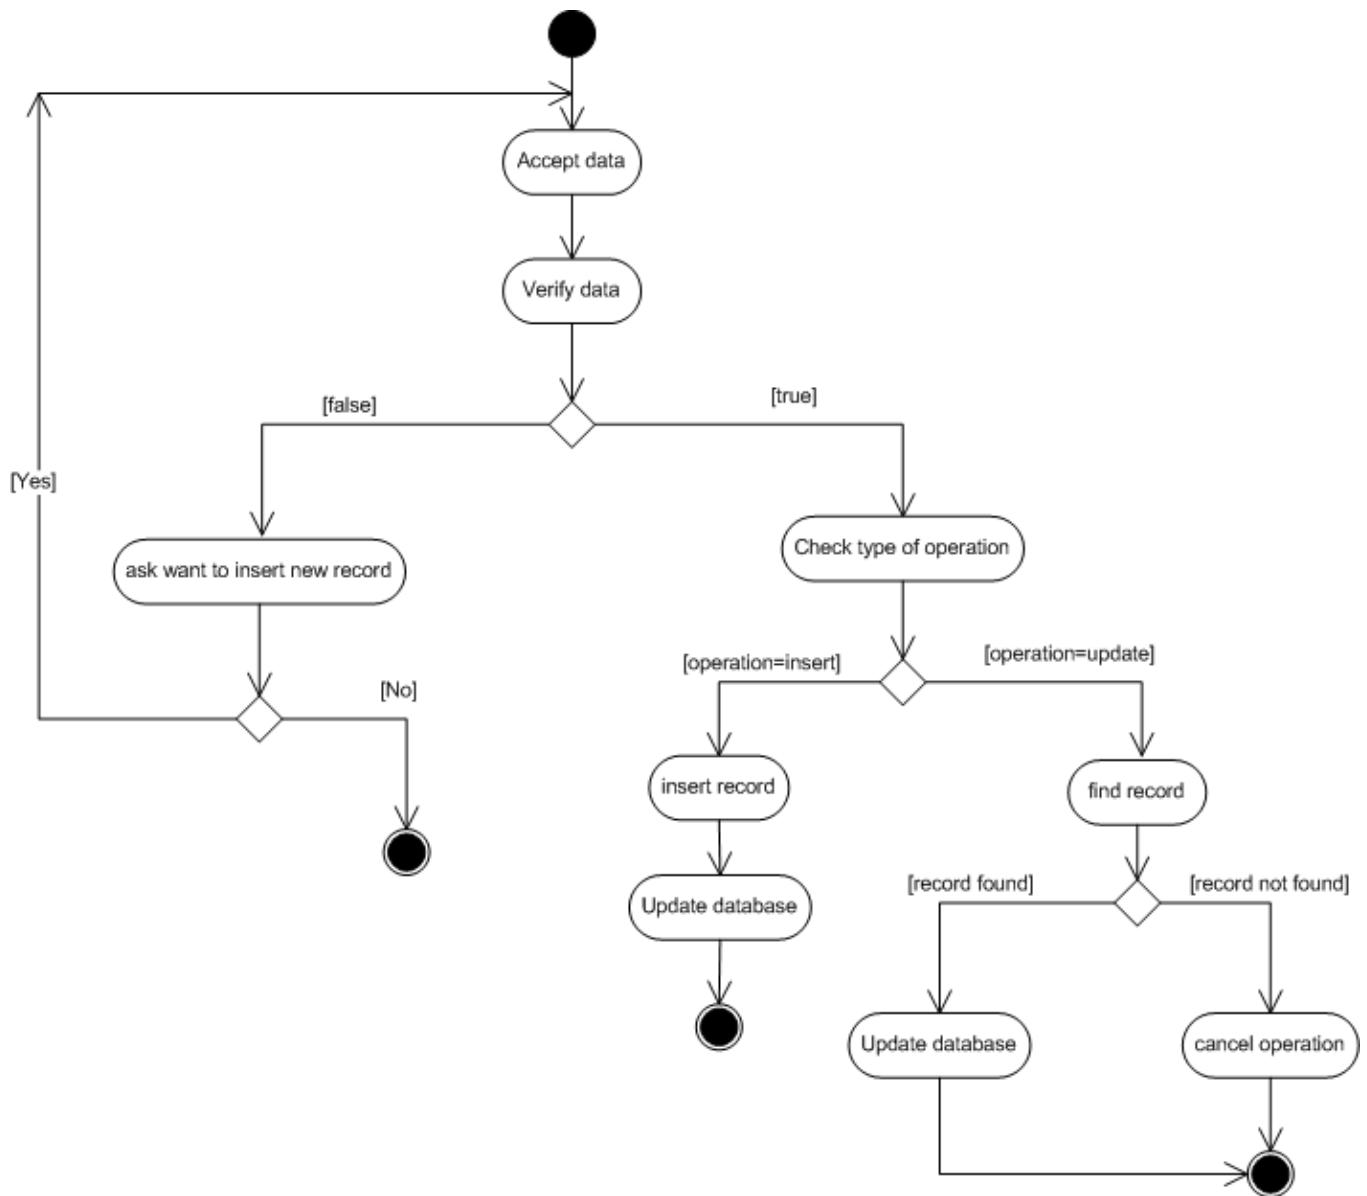 Accept data
Verify data
[false]
[true]
[Yes]
ask want to insert new record
Check type of operation
[No]
[operation=insert]
[operation=update]
insert record
find record
Update database
[record found]
[record not found]
Update database
cancel operation